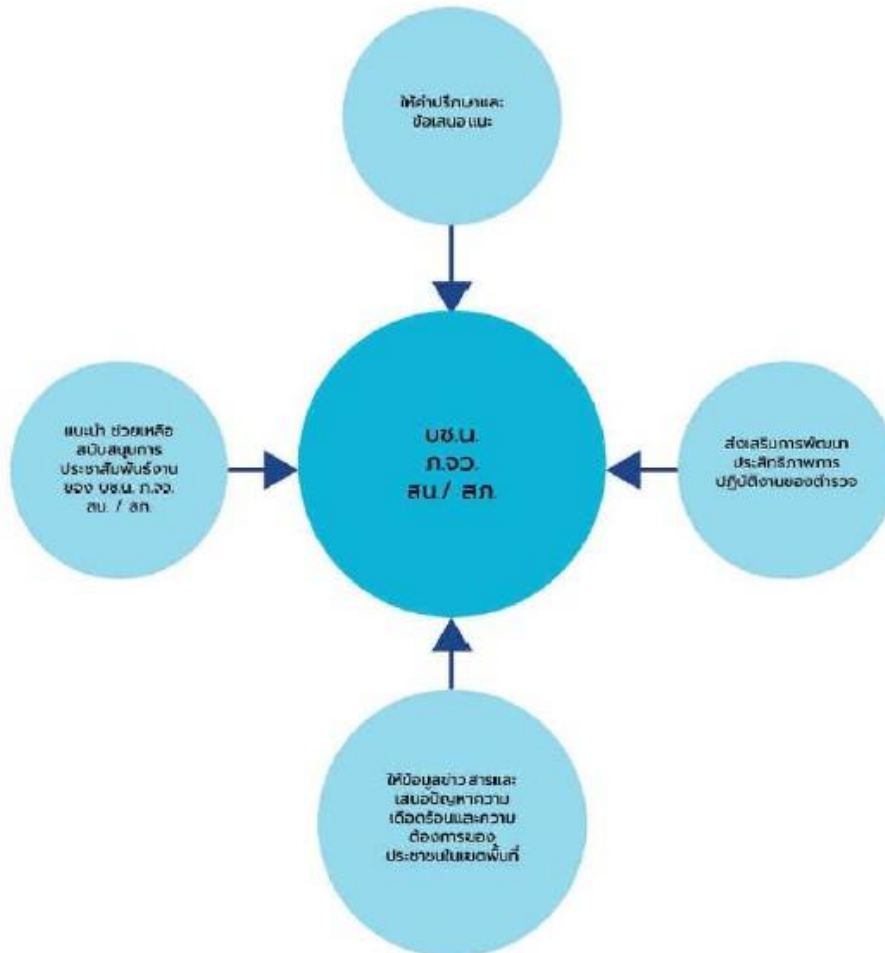 ให้คำปรึกษาและ
ข้อเสนอแนะ
แนะนำ ช่วยเหลือ
สนับสนุนการ
ประชาสัมพันธ์งาน
ของ บช.น. ภ.จว.
สน. / สภ.
บช.น.
ภ.จว.
สน./ สภ.
ส่งเสริมการพัฒนา
ประสิทธิภาพการ
ปฏิบัติงานของตำรวจ
ให้ข้อมูลข่าวสารและ
เสนอปัญหาความ
เดือดร้อนและความ
ต้องการของ
ประชาชนในเขตพื้นที่